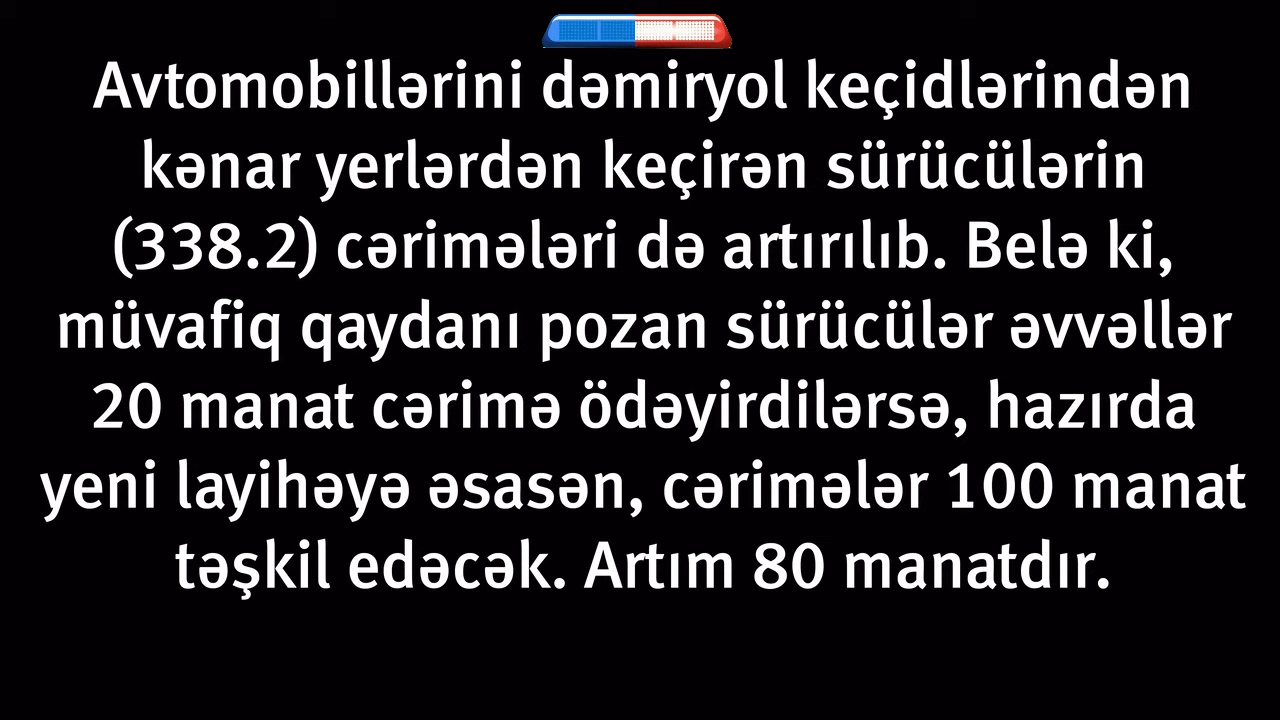 Avtomobillərini dəmiryol keçidlərindən
kənar yerlərdən keçirən sürücülərin
(338.2) cərimələri də artırılıb. Belə ki,
müvafiq qaydanı pozan sürücülər əvvəllər
20 manat cərimə ödəyirdilərsə, hazırda
yeni layihəyə əsasən, cərimələr 100 manat
təşkil edəcək. Artım 80 manatdır.